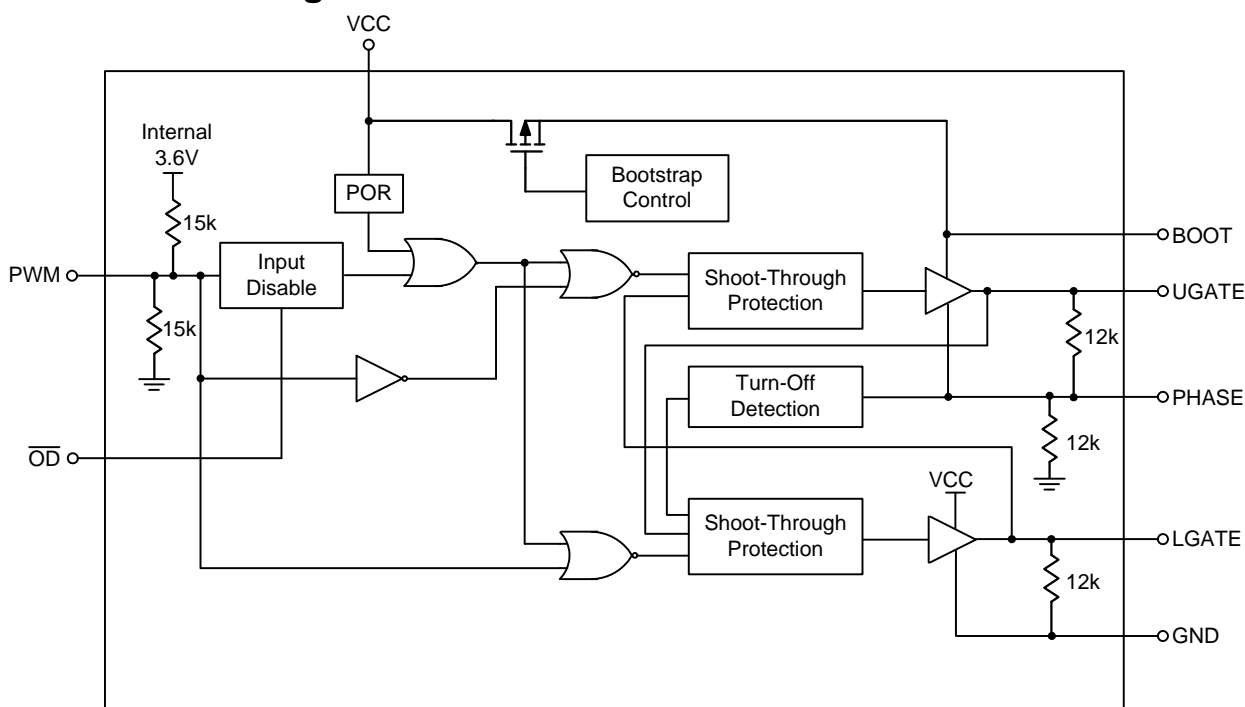 VCC
Internal
3.6V
15k
POR
Bootstrap
Control
BOOT
PWM
Input
Disable
Shoot-Through
Protection
UGATE
15k
12k
Turn-Off
Detection
PHASE
OD
12k
VCC
Shoot-Through
Protection
LGATE
12k
GND